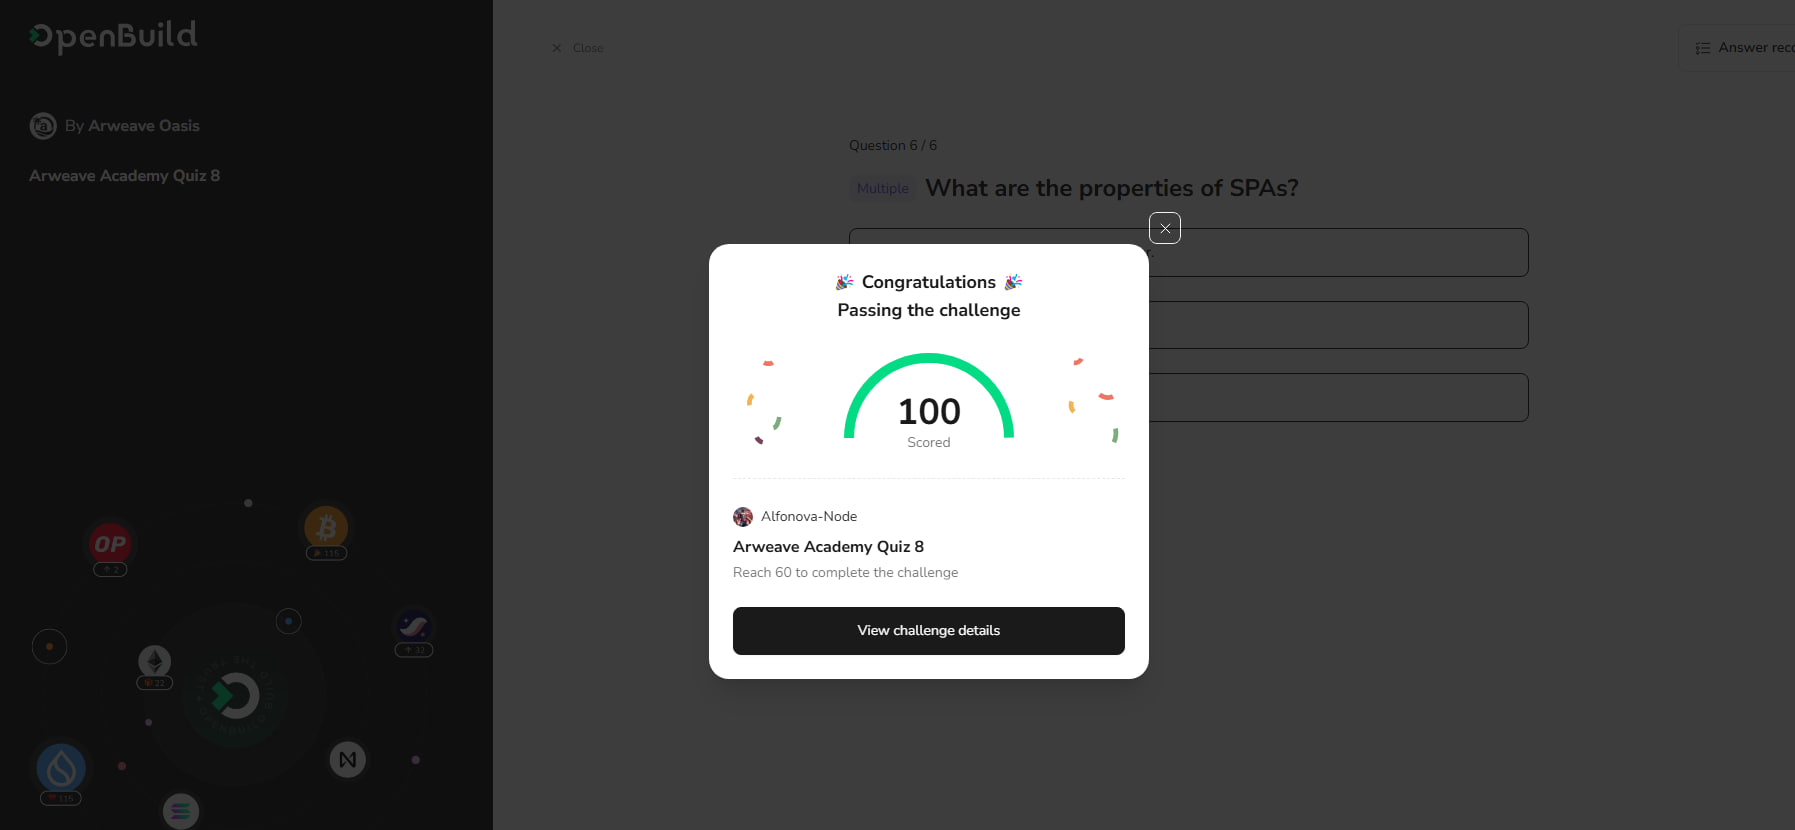 OpenBuild
Close
Answer reco
By Arweave Oasis
Arweave Academy Quiz 8
Question 6 / 6
Multiple
What are the properties of SPAs?
r.
Congratulations
Passing the challenge
100
Scored
Alfonova-Node
Arweave Academy Quiz 8
Reach 60 to complete the challenge
View challenge details
OP
2
115
32
22
115